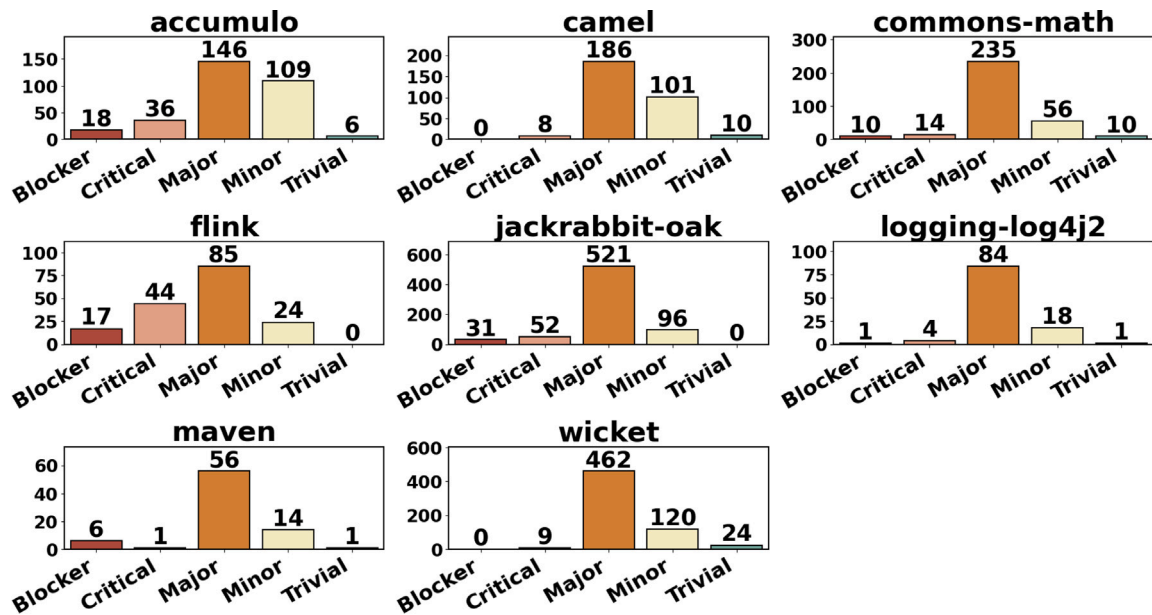 accumulo
150
100
50
0
18
36
146
109
6
Blocker
Critical
Major
Minor
Trivial
camel
200
150
100
50
0
0
8
186
101
10
Blocker
Critical
Major
Minor
Trivial
commons-math
300
200
100
0
10
14
235
56
10
Blocker
Critical
Major
Minor
Trivial
flink
100
75
50
25
0
17
44
85
24
0
Blocker
Critical
Major
Minor
Trivial
jackrabbit-oak
600
400
200
0
31
52
521
96
0
Blocker
Critical
Major
Minor
Trivial
logging-log4j2
100
75
50
25
0
1
4
84
18
1
Blocker
Critical
Major
Minor
Trivial
maven
60
40
20
0
6
1
56
14
1
Blocker
Critical
Major
Minor
Trivial
wicket
600
400
200
0
0
9
462
120
24
Blocker
Critical
Major
Minor
Trivial